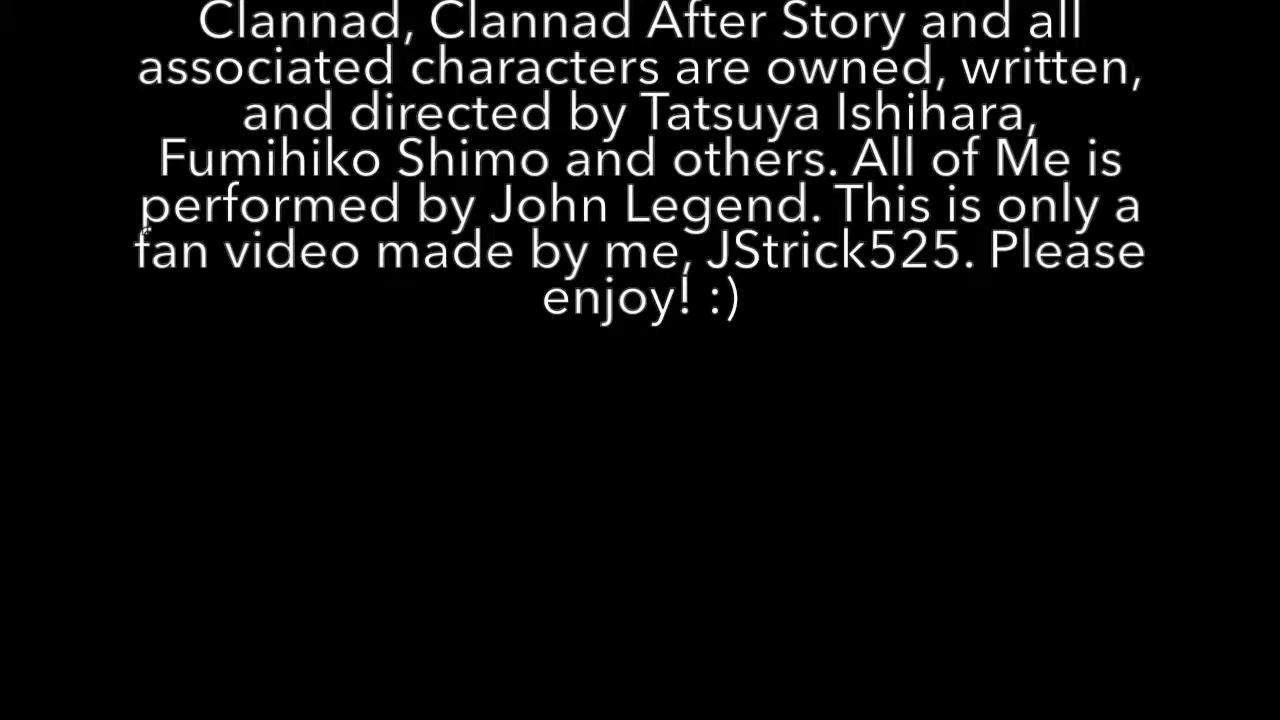 Clannad, Clannad After Story and all
associated characters are owned, written,
and directed by Tatsuya Ishihara,
Fumihiko Shimo and others. All of Me is
performed by John Legend. This is only a
fan video made by me, JStrick525. Please
enjoy! :)